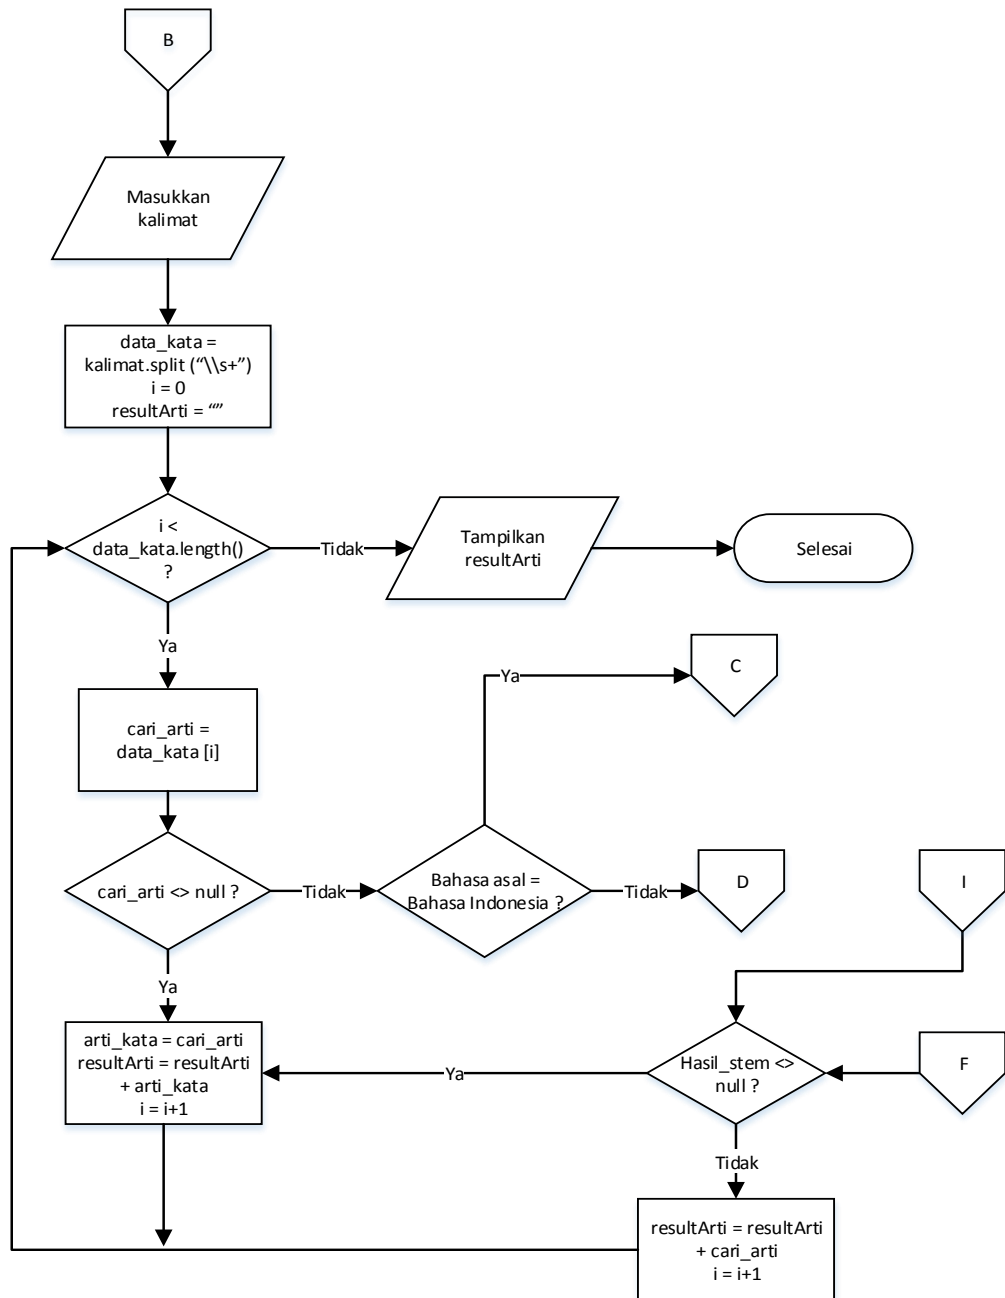 B
Masukkan
kalimat
data_kata =
kalimat.split (“\\s+”)
i = 0
resultArti = “”
i <
data_kata.length()
?
Tidak
Tampilkan
resultArti
Selesai
Ya
cari_arti =
data_kata [i]
Ya
C
cari_arti <> null ?
Tidak
Bahasa asal =
Bahasa Indonesia ?
Tidak
D
I
Ya
arti_kata = cari_arti
resultArti = resultArti
+ arti_kata
i = i+1
Ya
Hasil_stem <>
null ?
F
Tidak
resultArti = resultArti
+ cari_arti
i = i+1